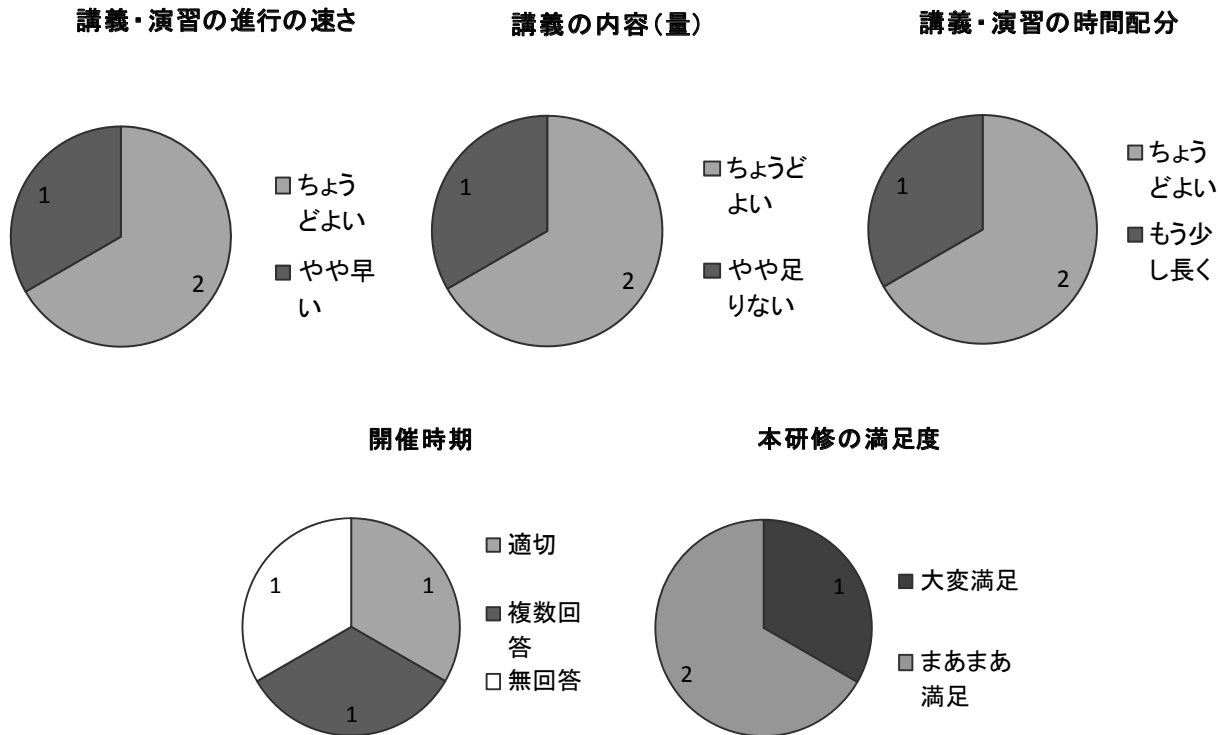 講義・演習の進行の速さ
1
2
ちょう
どよい
やや早
い
講義の内容(量)
1
2
ちょうど
よい
やや足
りない
講義・演習の時間配分
1
2
ちょう
どよい
もう少
し長く
開催時期
1
1
1
適切
複数回
答
無回答
本研修の満足度
1
2
大変満足
まあまあ
満足